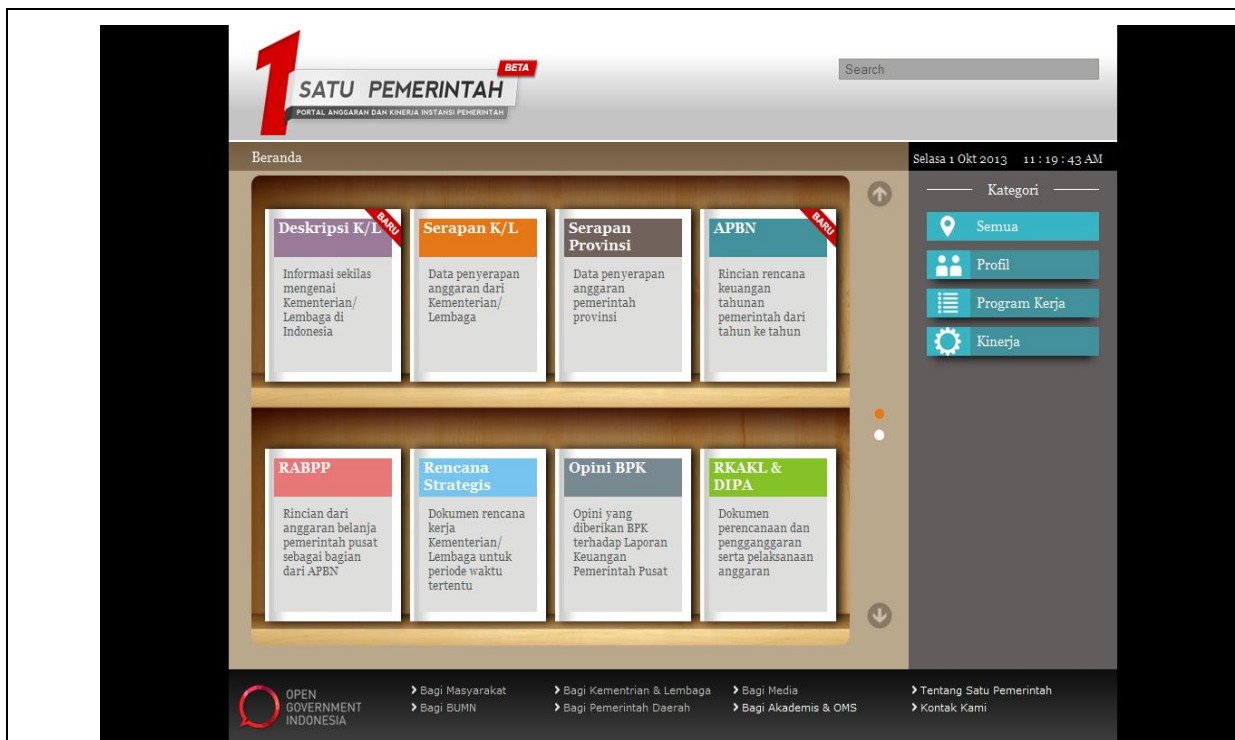 1
BETA
SATU PEMERINTAH
PORTAL ANGGARAN DAN KINERJA INSTANSI PEMERINTAH
Search
Beranda
Selasa 1 Okt 2013 11 : 19 : 43 AM
Deskripsi K/L
BARU
Informasi sekilas
mengenai
Kementerian/
Lembaga di
Indonesia
Serapan K/L
Data penyerapan
anggaran dari
Kementerian/
Lembaga
Serapan
Provinsi
Data penyerapan
anggaran
pemerintah
provinsi
APBN
BARU
Rincian rencana
keuangan
tahunan
pemerintah dari
tahun ke tahun
RABPP
Rincian dari
anggaran belanja
pemerintah pusat
sebagai bagian
dari APBN
Rencana
Strategis
Dokumen rencana
kerja
Kementerian/
Lembaga untuk
periode waktu
tertentu
Opini BPK
Opini yang
diberikan BPK
terhadap Laporan
Keuangan
Pemerintah Pusat
RKAKL &
DIPA
Dokumen
perencanaan dan
pengganggaran
serta pelaksanaan
anggaran
Kategori
Semua
Profil
Program Kerja
Kinerja
OPEN
GOVERNMENT
INDONESIA
Bagi Masyarakat
Bagi BUMN
Bagi Kementrian & Lembaga
Bagi Pemerintah Daerah
Bagi Media
Bagi Akademis & OMS
Tentang Satu Pemerintah
Kontak Kami